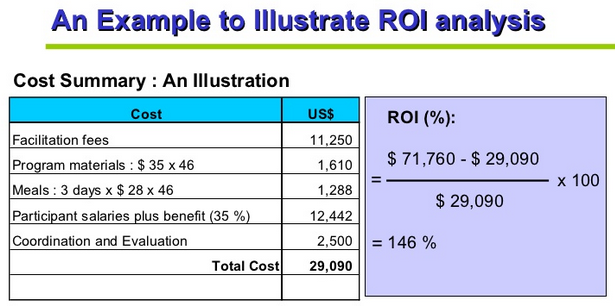 An Example to Illustrate ROI analysis
Cost Summary : An Illustration
Cost US$
Facilitation fees 11,250
Program materials : $ 35 x 46 1,610
Meals : 3 days x $ 28 x 46 1,288
Participant salaries plus benefit (35 %) 12,442
Coordination and Evaluation 2,500
Total Cost 29,090
ROI (%):
$ 71,760 - $ 29,090
= x 100
$ 29,090
= 146 %